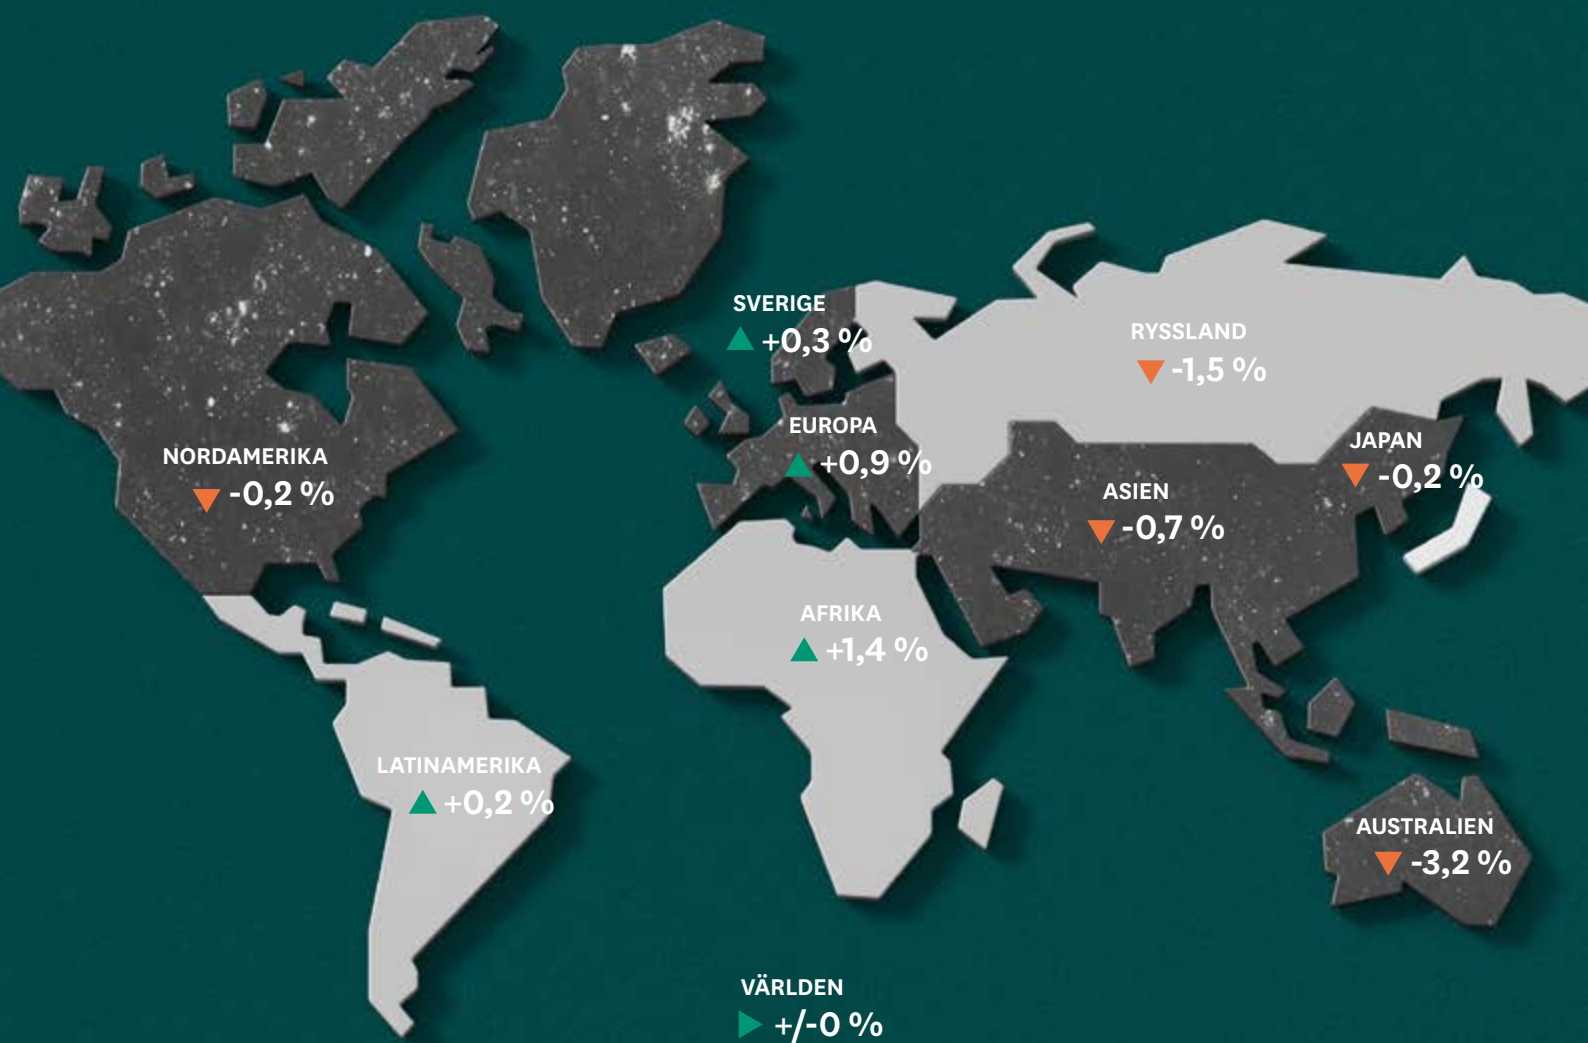 SVERIGE
+0,3 %
RYSSLAND
-1,5 %
EUROPA
+0,9 %
JAPAN
-0,2 %
NORDAMERIKA
-0,2 %
ASIEN
-0,7 %
AFRIKA
+1,4 %
LATINAMERIKA
+0,2 %
AUSTRALIEN
-3,2 %
VÄRLDEN
+/-0 %